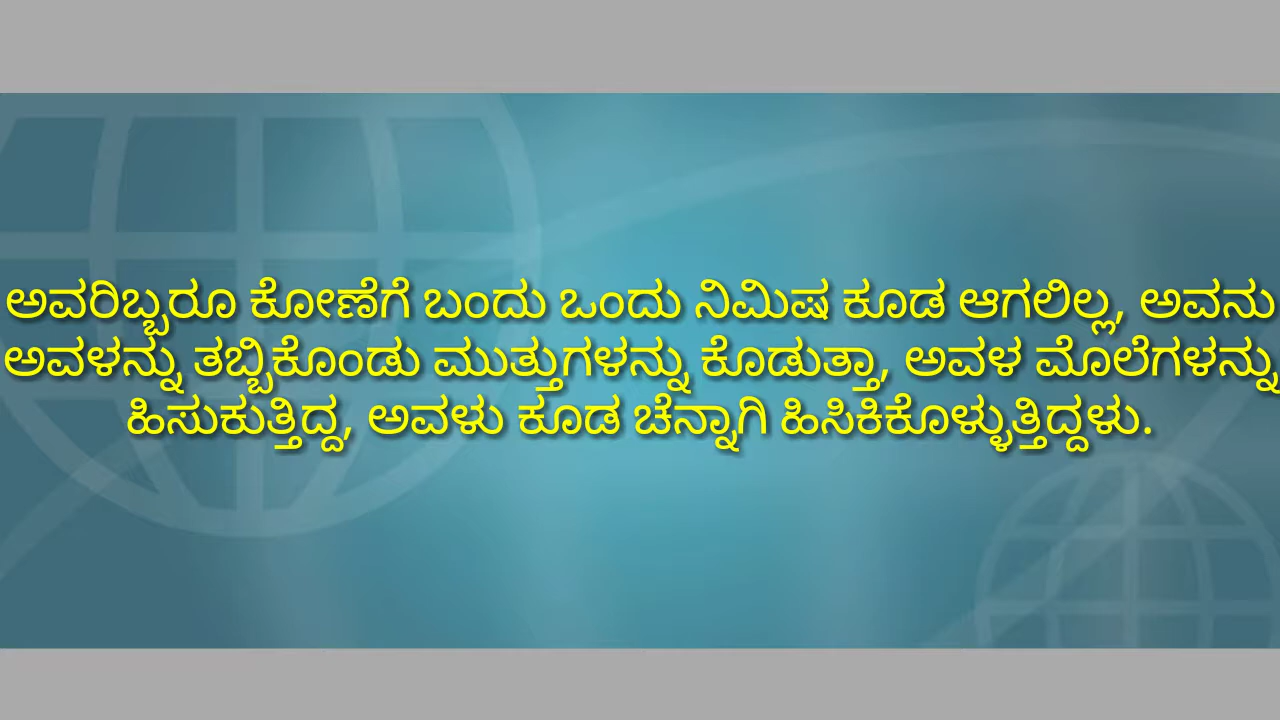 ಅವರಿಬ್ಬರೂ ಕೋಣೆಗೆ ಬಂದು ಒಂದು ನಿಮಿಷ ಕೂಡ ಆಗಲಿಲ್ಲ, ಅವನು
ಅವಳನ್ನು ತಬ್ಬಿಕೊಂಡು ಮುತ್ತುಗಳನ್ನು ಕೊಡುತ್ತಾ, ಅವಳ ಮೊಲೆಗಳನ್ನು
ಹಿಸುಕುತ್ತಿದ್ದ, ಅವಳು ಕೂಡ ಚೆನ್ನಾಗಿ ಹಿಸಿಕಿಕೊಳ್ಳುತ್ತಿದ್ದಳು.